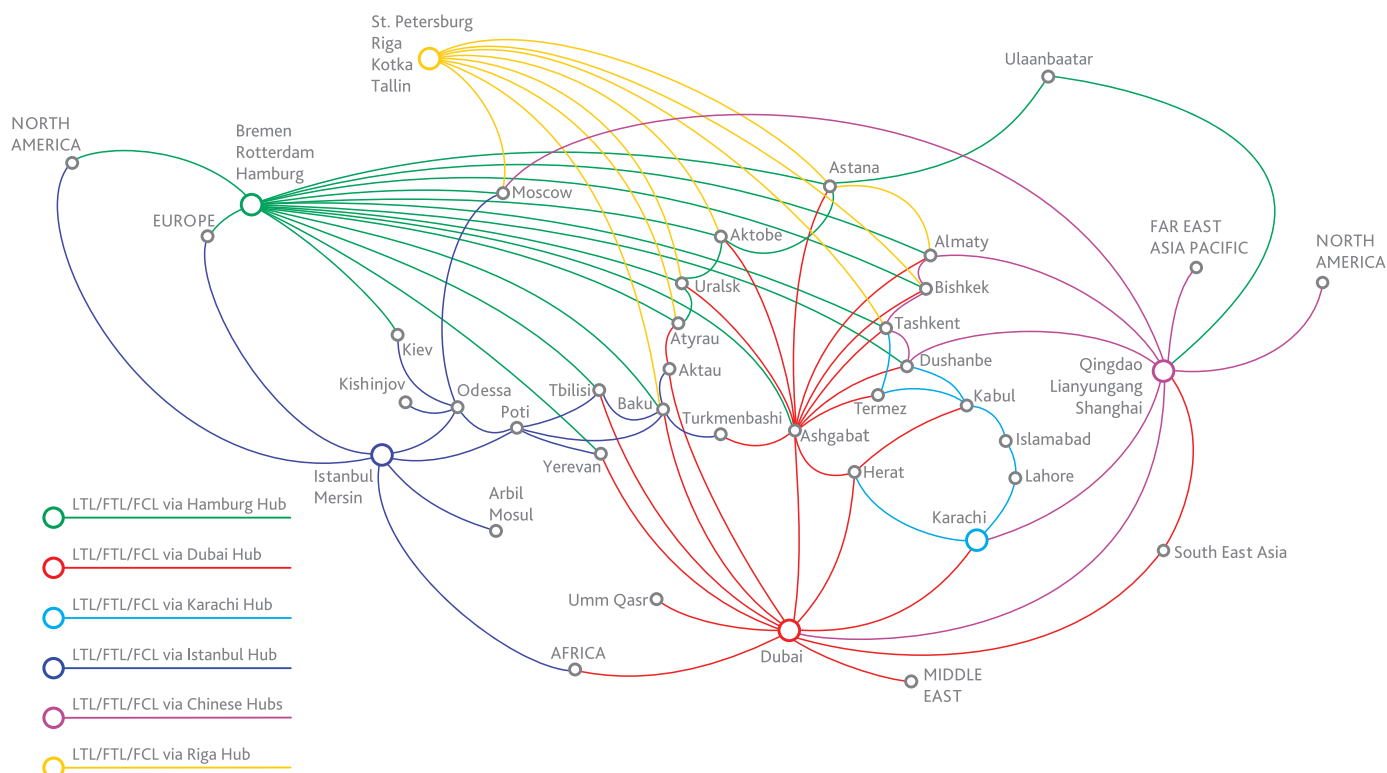 St. Petersburg
Riga
Kotka
Tallin
Ulaanbaatar
NORTH
AMERICA
Bremen
Rotterdam
Hamburg
Astana
Moscow
EUROPE
Aktobe
Almaty
FAR EAST
ASIA PACIFIC
NORTH
AMERICA
Uralsk
Bishkek
Tashkent
Atyrau
Kiev
Dushanbe
Qingdao
Lianyungang
Shanghai
Aktau
Kishinjov
Odessa
Tbilisi
Baku
Kabul
Termez
Poti
Turkmenbashi
Ashgabat
Islamabad
Yerevan
Herat
Lahore
Istanbul
Mersin
Arbil
Mosul
Karachi
South East Asia
Umm Qasr
AFRICA
Dubai
MIDDLE
EAST
LTL/FTL/FCL via Hamburg Hub
LTL/FTL/FCL via Dubai Hub
LTL/FTL/FCL via Karachi Hub
LTL/FTL/FCL via Istanbul Hub
LTL/FTL/FCL via Chinese Hubs
LTL/FTL/FCL via Riga Hub